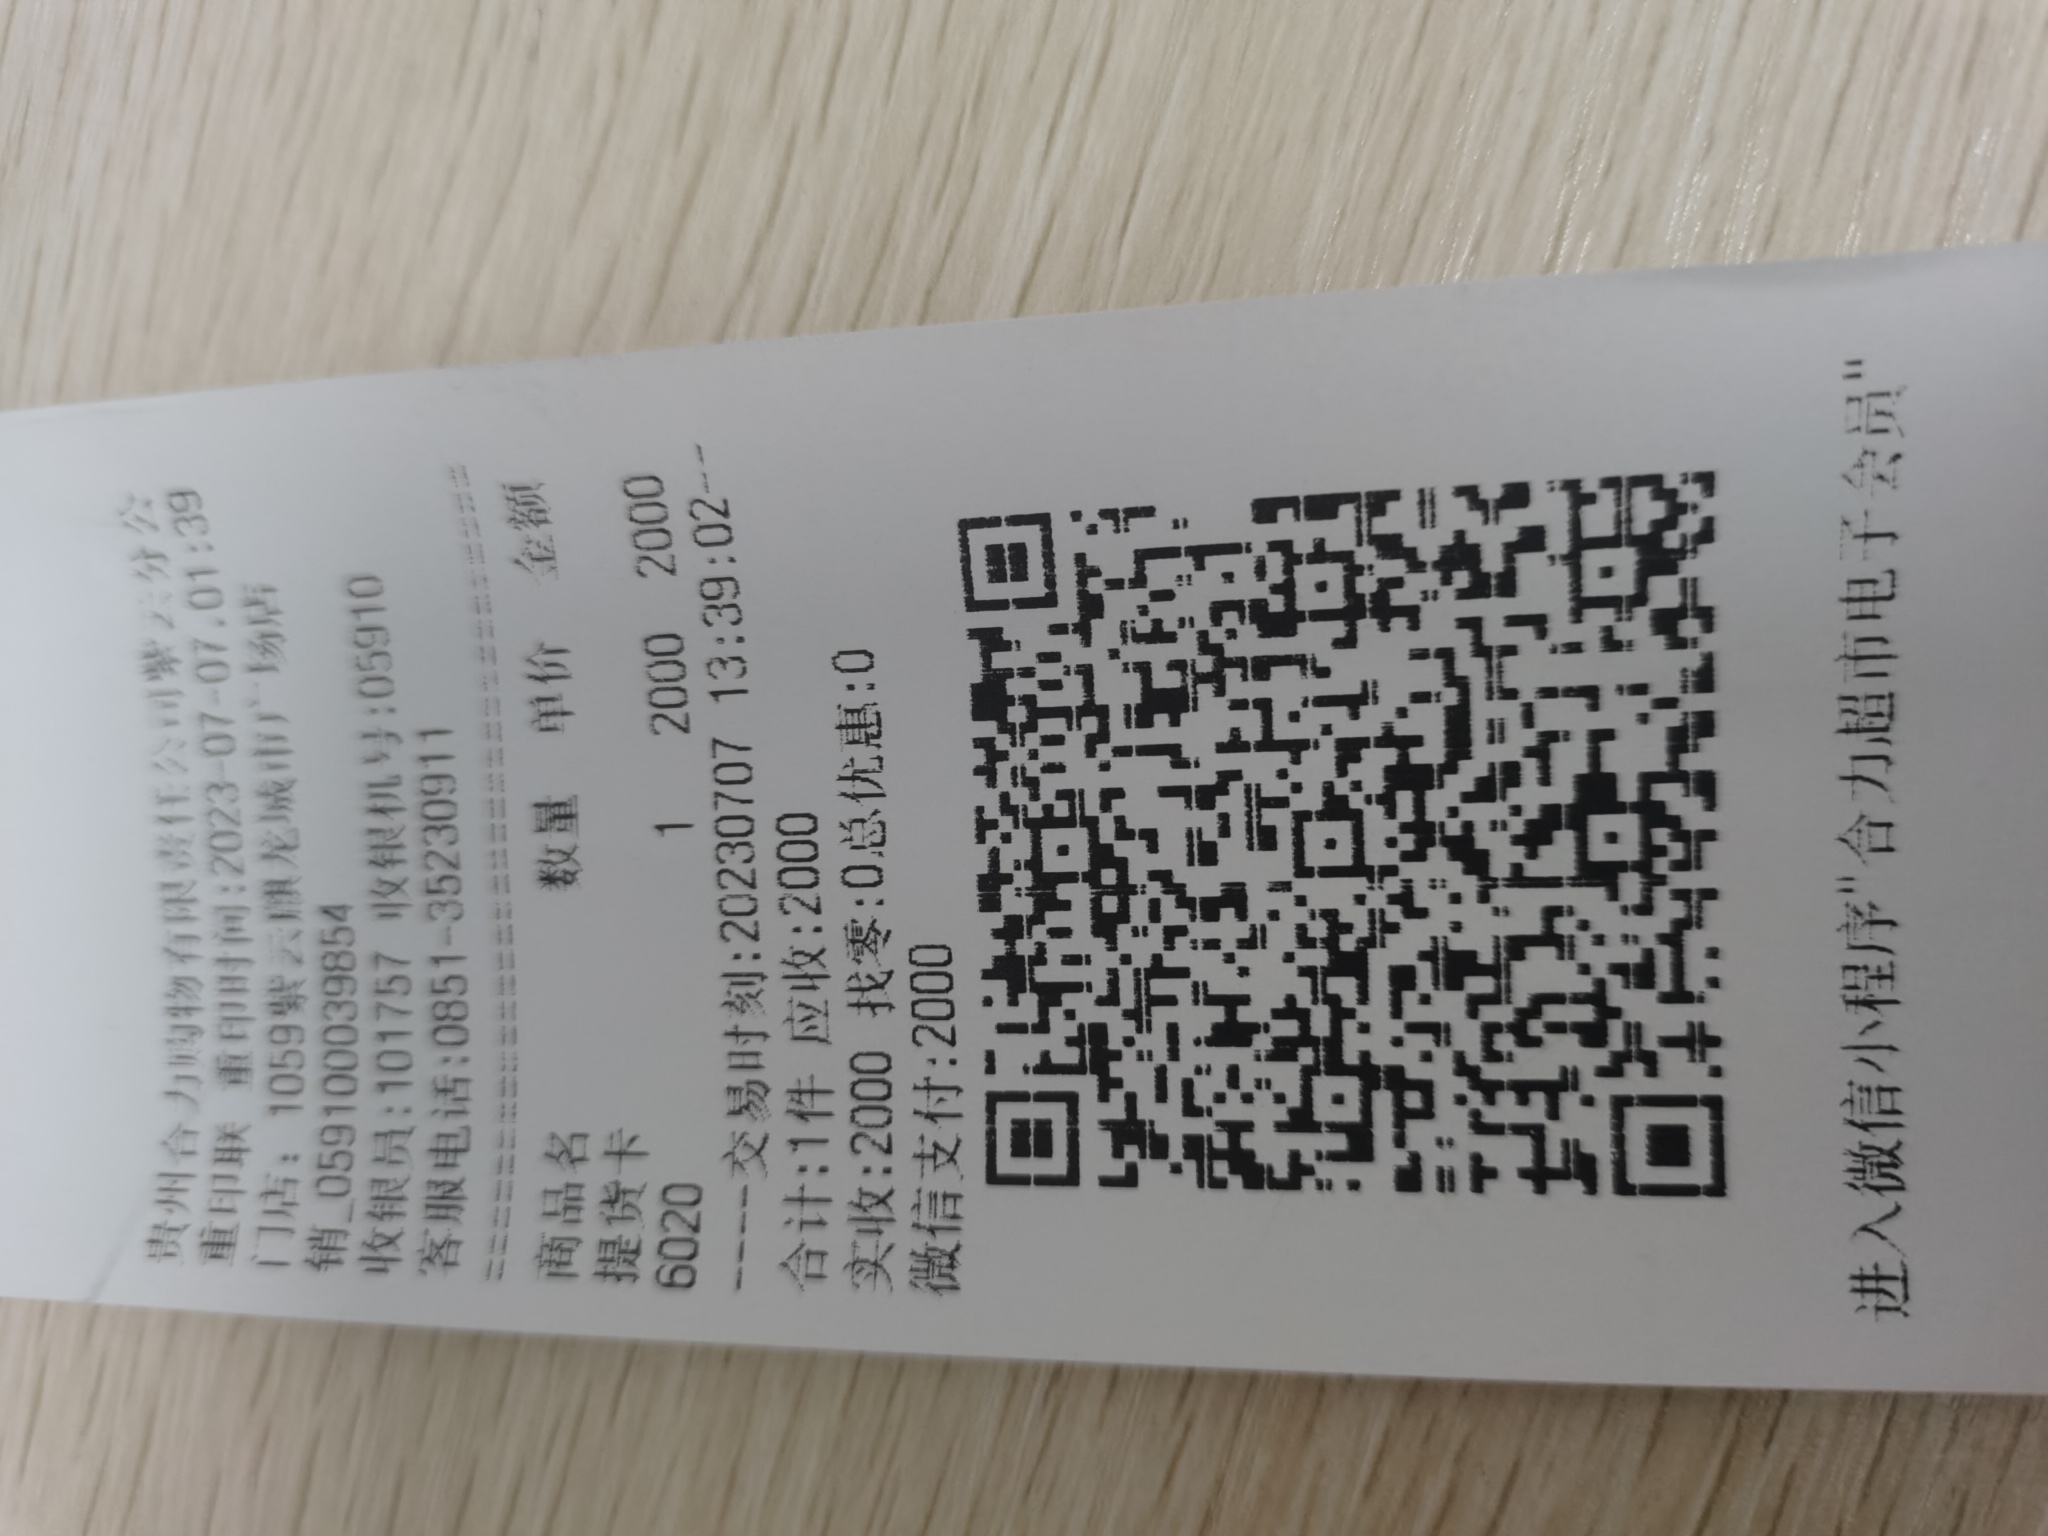 贵州合力购物有限责任公司紫云分公
重印联 重印时间:2023-07-07.01:39
门店: 1059紫云鹏龙城市广场店
销_05910000398854
收银员:101757 收银机号:05910
客服电话:0851-35230911
========================================
商品名 数量 单价 金额
提货卡
6020 1 2000 2000
----交易时刻:20230707 13:39:02---
合计:1件 应收:2000
实收:2000 找零:0总优惠:0
微信支付:2000
进入微信小程序"合力超市电子会员"